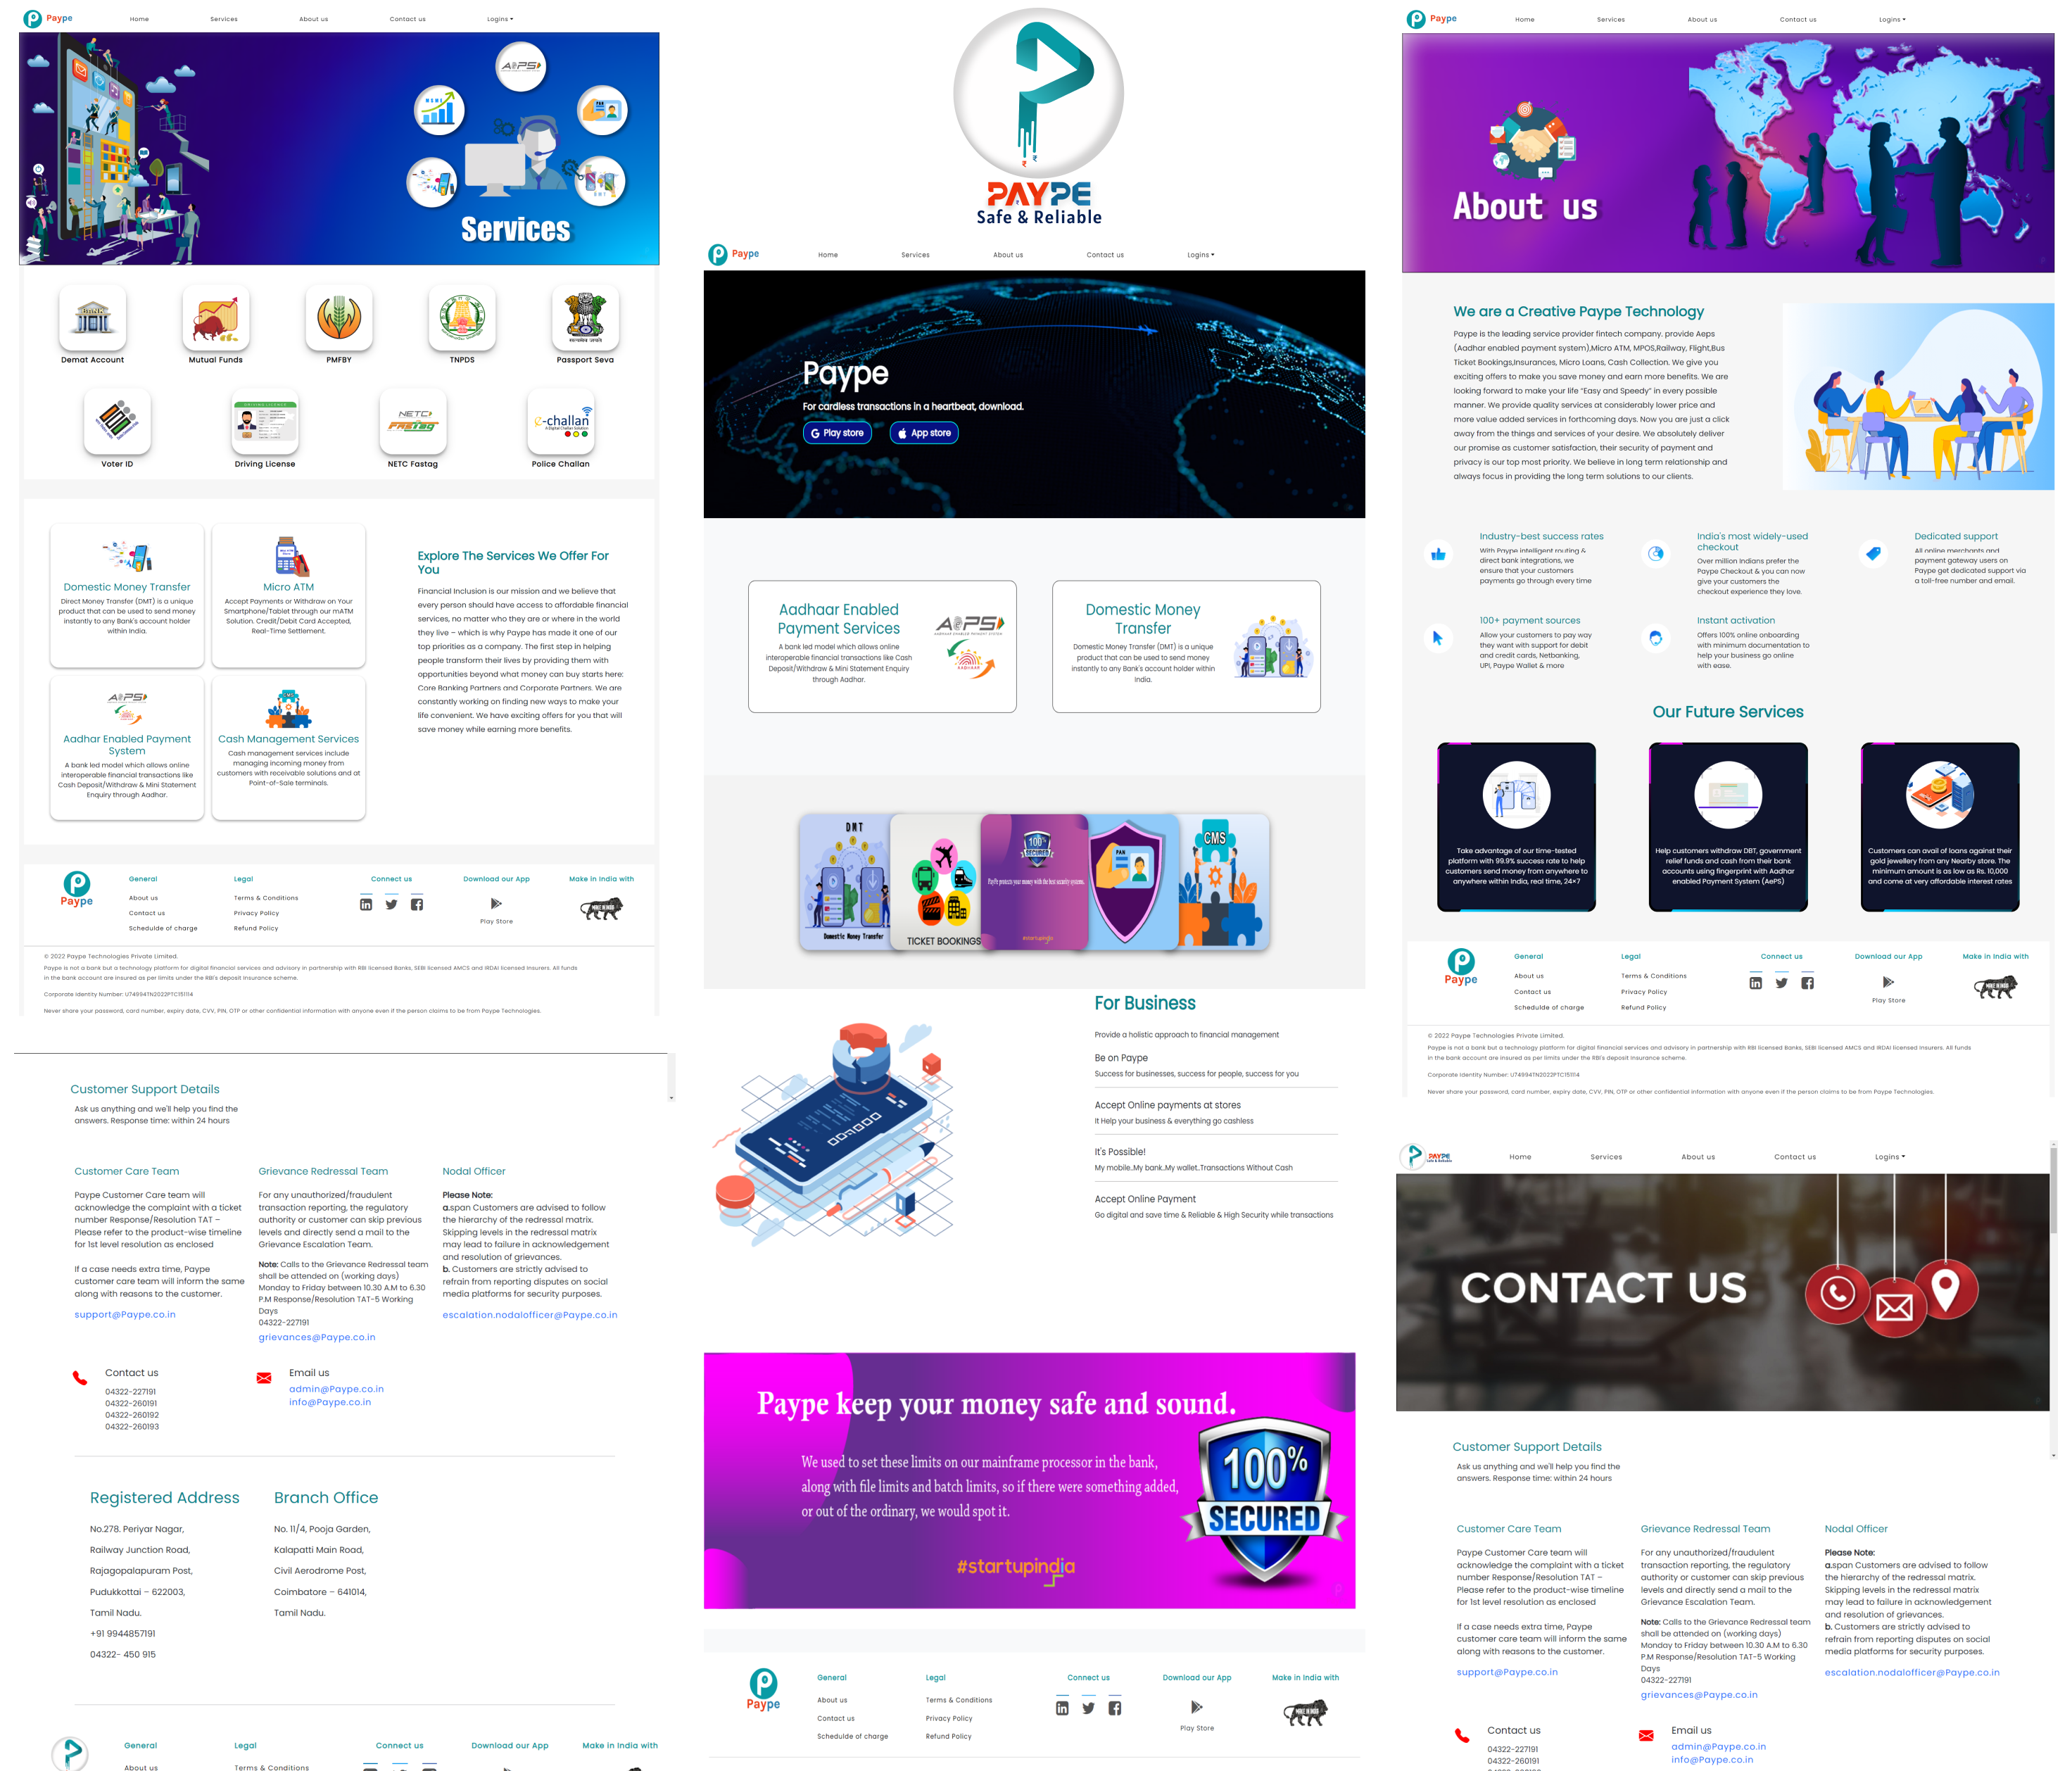 Paype
Home
Services
About us
Contact us
Logins
AePS
MSME
PAN
DMT
Services
BANK
Demat Account
Mutual Funds
PMFBY
TNPDS
सत्यमेव जयते
Passport Seva
Voter ID
DRIVING LICENCE
Driving License
NETC
FASTag
NETC Fastag
e-challan
A Digital Challan Solution
Police Challan
Domestic Money Transfer
Direct Money Transfer (DMT) is a unique
product that can be used to send money
instantly to any Bank's account holder
within India.
Micro ATM
Accept Payments or Withdraw on Your
Smartphone/Tablet through our mATM
Solution. Credit/Debit Card Accepted,
Real-Time Settlement.
AePS
AADHAAR
Aadhar Enabled Payment
System
A bank led model which allows online
interoperable financial transactions like
Cash Deposit/Withdraw & Mini Statement
Enquiry through Aadhar.
CMS
Cash Management Services
Cash management services include
managing incoming money from
customers with receivable solutions and at
Point-of-Sale terminals.
Explore The Services We Offer For
You
Financial Inclusion is our mission and we believe that
every person should have access to affordable financial
services, no matter who they are or where in the world
they live – which is why Paype has made it one of our
top priorities as a company. The first step in helping
people transform their lives by providing them with
opportunities beyond what money can buy starts here:
Core Banking Partners and Corporate Partners. We are
constantly working on finding new ways to make your
life convenient. We have exciting offers for you that will
save money while earning more benefits.
Paype
General
About us
Contact us
Schedulde of charge
Legal
Terms & Conditions
Privacy Policy
Refund Policy
Connect us
Download our App
Play Store
Make in India with
MAKE IN INDIA
© 2022 Paype Technologies Private Limited.
Paype is not a bank but a technology platform for digital financial services and advisory in partnership with RBI licensed Banks, SEBI licensed AMCS and IRDAI licensed Insurers. All funds
in the bank account are insured as per limits under the RBI's deposit insurance scheme.
Corporate Identity Number: U74994TN2022PTC151114
Never share your password, card number, expiry date, CVV, PIN, OTP or other confidential information with anyone even if the person claims to be from Paype Technologies.
Customer Support Details
Ask us anything and we'll help you find the
answers. Response time: within 24 hours
Customer Care Team
Paype Customer Care team will
acknowledge the complaint with a ticket
number Response/Resolution TAT –
Please refer to the product-wise timeline
for 1st level resolution as enclosed
If a case needs extra time, Paype
customer care team will inform the same
along with reasons to the customer.
support@Paype.co.in
Grievance Redressal Team
For any unauthorized/fraudulent
transaction reporting, the regulatory
authority or customer can skip previous
levels and directly send a mail to the
Grievance Escalation Team.
Note: Calls to the Grievance Redressal team
shall be attended on (working days)
Monday to Friday between 10.30 A.M to 6.30
P.M Response/Resolution TAT-5 Working
Days
04322-227191
grievances@Paype.co.in
Nodal Officer
Please Note:
a.span Customers are advised to follow
the hierarchy of the redressal matrix.
Skipping levels in the redressal matrix
may lead to failure in acknowledgement
and resolution of grievances.
b. Customers are strictly advised to
refrain from reporting disputes on social
media platforms for security purposes.
escalation.nodalofficer@Paype.co.in
Contact us
04322-227191
04322-260191
04322-260192
04322-260193
Email us
admin@Paype.co.in
info@Paype.co.in
Registered Address
No.278. Periyar Nagar,
Railway Junction Road,
Rajagopalapuram Post,
Pudukkottai – 622003,
Tamil Nadu.
+91 9944857191
04322- 450 915
Branch Office
No. 11/4, Pooja Garden,
Kalapatti Main Road,
Civil Aerodrome Post,
Coimbatore – 641014,
Tamil Nadu.
General
About us
Legal
Terms & Conditions
Connect us
Download our App
Make in India with
PAYPE
Safe & Reliable
Paype
Home
Services
About us
Contact us
Logins
Paype
For cardless transactions in a heartbeat, download.
Play store
App store
Aadhaar Enabled
Payment Services
A bank led model which allows online
interoperable financial transactions like Cash
Deposit/Withdraw & Mini Statement Enquiry
through Aadhar.
AePS
AADHAAR ENABLED PAYMENT SYSTEM
AADHAAR
Domestic Money
Transfer
Domestic Money Transfer (DMT) is a unique
product that can be used to send money
instantly to any Bank's account holder within
India.
DMT
Domestic Money Transfer
TICKET BOOKINGS
100%
SECURED
PayPe protects your money with the best security systems.
#startupindia
PAN
CMS
For Business
Provide a holistic approach to financial management
Be on Paype
Success for businesses, success for people, success for you
Accept Online payments at stores
It Help your business & everything go cashless
It's Possible!
My mobile..My bank..My wallet..Transactions Without Cash
Accept Online Payment
Go digital and save time & Reliable & High Security while transactions
Paype keep your money safe and sound.
We used to set these limits on our mainframe processor in the bank,
along with file limits and batch limits, so if there were something added,
or out of the ordinary, we would spot it.
#startupindia
100%
SECURED
Paype
General
About us
Contact us
Schedulde of charge
Legal
Terms & Conditions
Privacy Policy
Refund Policy
Connect us
Download our App
Play Store
Make in India with
MAKE IN INDIA
Paype
Home
Services
About us
Contact us
Logins
About us
We are a Creative Paype Technology
Paype is the leading service provider fintech company, provide Aeps
(Aadhar enabled payment system),Micro ATM, MPOS,Railway, Flight,Bus
Ticket Bookings,Insurances, Micro Loans, Cash Collection. We give you
exciting offers to make you save money and earn more benefits. We are
looking forward to make your life "Easy and Speedy" in every possible
manner. We provide quality services at considerably lower price and
more value added services in forthcoming days. Now you are just a click
away from the things and services of your desire. We absolutely deliver
our promise as customer satisfaction, their security of payment and
privacy is our top most priority. We believe in long term relationship and
always focus in providing the long term solutions to our clients.
Industry-best success rates
With Paype intelligent routing &
direct bank integrations, we
ensure that your customers
payments go through every time
India's most widely-used
checkout
Over million Indians prefer the
Paype Checkout & you can now
give your customers the
checkout experience they love.
Dedicated support
All online merchants and
payment gateway users on
Paype get dedicated support via
a toll-free number and email.
100+ payment sources
Allow your customers to pay way
they want with support for debit
and credit cards, Netbanking,
UPI, Paype Wallet & more
Instant activation
Offers 100% online onboarding
with minimum documentation to
help your business go online
with ease.
Our Future Services
Take advantage of our time-tested
platform with 99.9% success rate to help
customers send money from anywhere to
anywhere within India, real time, 24×7
Help customers withdraw DBT, government
relief funds and cash from their bank
accounts using fingerprint with Aadhar
enabled Payment System (AePS)
Customers can avail of loans against their
gold jewellery from any Nearby store. The
minimum amount is as low as Rs. 10,000
and come at very affordable interest rates
Paype
General
About us
Contact us
Schedulde of charge
Legal
Terms & Conditions
Privacy Policy
Refund Policy
Connect us
Download our App
Play Store
Make in India with
MAKE IN INDIA
© 2022 Paype Technologies Private Limited.
Paype is not a bank but a technology platform for digital financial services and advisory in partnership with RBI licensed Banks, SEBI licensed AMCS and IRDAI licensed Insurers. All funds
in the bank account are insured as per limits under the RBI's deposit insurance scheme.
Corporate Identity Number: U74994TN2022PTC151114
Never share your password, card number, expiry date, CVV, PIN, OTP or other confidential information with anyone even if the person claims to be from Paype Technologies.
PAYPE
Safe & Reliable
Home
Services
About us
Contact us
Logins
CONTACT US
Customer Support Details
Ask us anything and we'll help you find the
answers. Response time: within 24 hours
Customer Care Team
Paype Customer Care team will
acknowledge the complaint with a ticket
number Response/Resolution TAT –
Please refer to the product-wise timeline
for 1st level resolution as enclosed
If a case needs extra time, Paype
customer care team will inform the same
along with reasons to the customer.
support@Paype.co.in
Grievance Redressal Team
For any unauthorized/fraudulent
transaction reporting, the regulatory
authority or customer can skip previous
levels and directly send a mail to the
Grievance Escalation Team.
Note: Calls to the Grievance Redressal team
shall be attended on (working days)
Monday to Friday between 10.30 A.M to 6.30
P.M Response/Resolution TAT-5 Working
Days
04322-227191
grievances@Paype.co.in
Nodal Officer
Please Note:
a.span Customers are advised to follow
the hierarchy of the redressal matrix.
Skipping levels in the redressal matrix
may lead to failure in acknowledgement
and resolution of grievances.
b. Customers are strictly advised to
refrain from reporting disputes on social
media platforms for security purposes.
escalation.nodalofficer@Paype.co.in
Contact us
04322-227191
04322-260191
Email us
admin@Paype.co.in
info@Paype.co.in